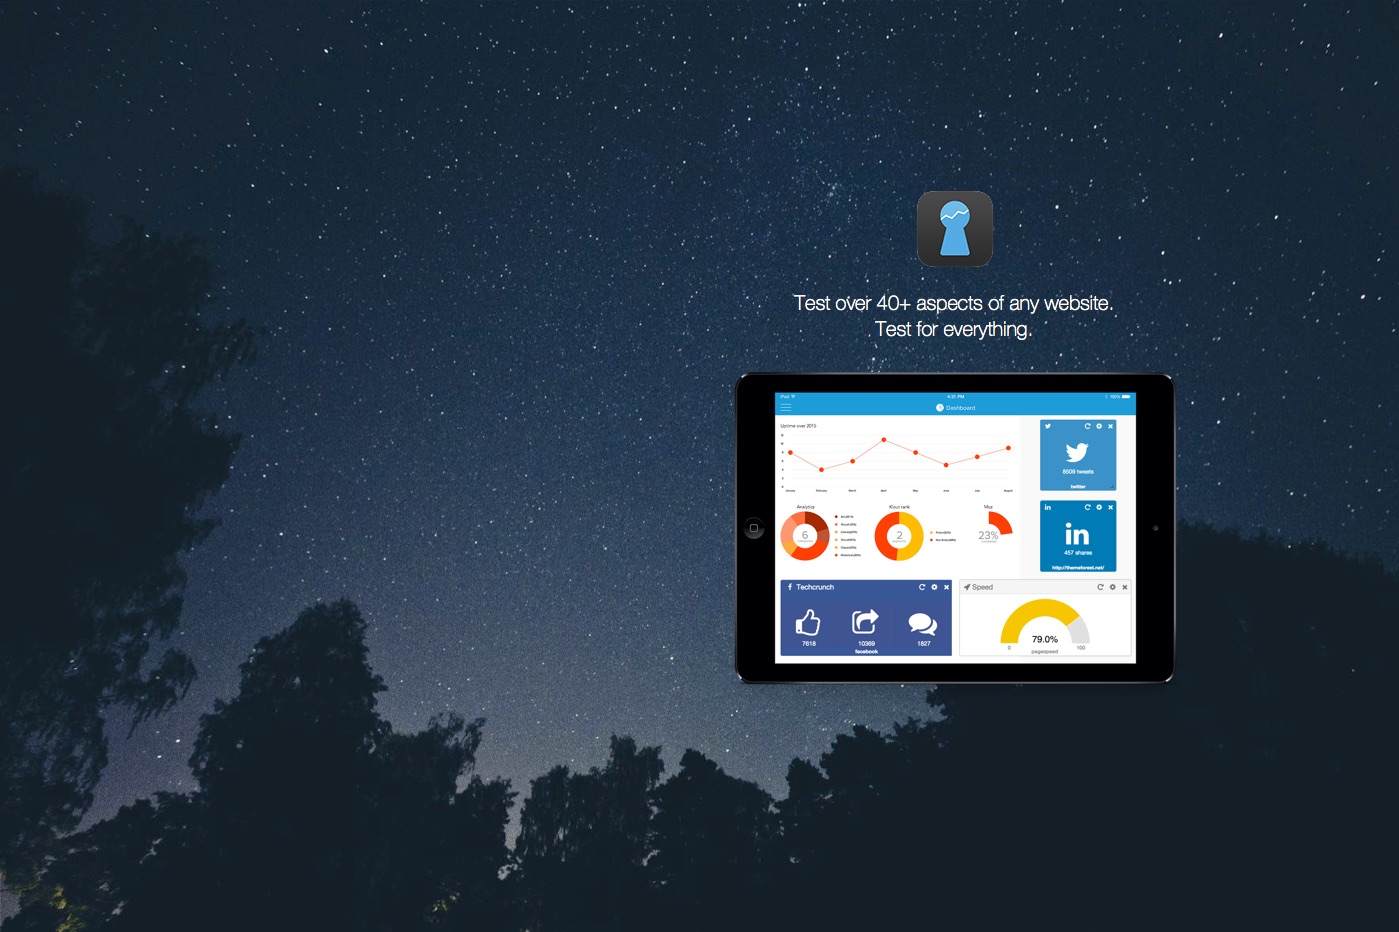 Test over 40+ aspects of any website.
Test for everything.
iPad
4:21 PM
100%
Dashboard
Uptime over 2015
January
February
March
April
May
June
July
August
8509 tweets
twitter
Analytics
6
Klout rank
2
Moz
23%
in
in
457 shares
http://themeforest.net/
Techcrunch
7618
10369
1827
facebook
Speed
79.0%
0
100
pagespeed